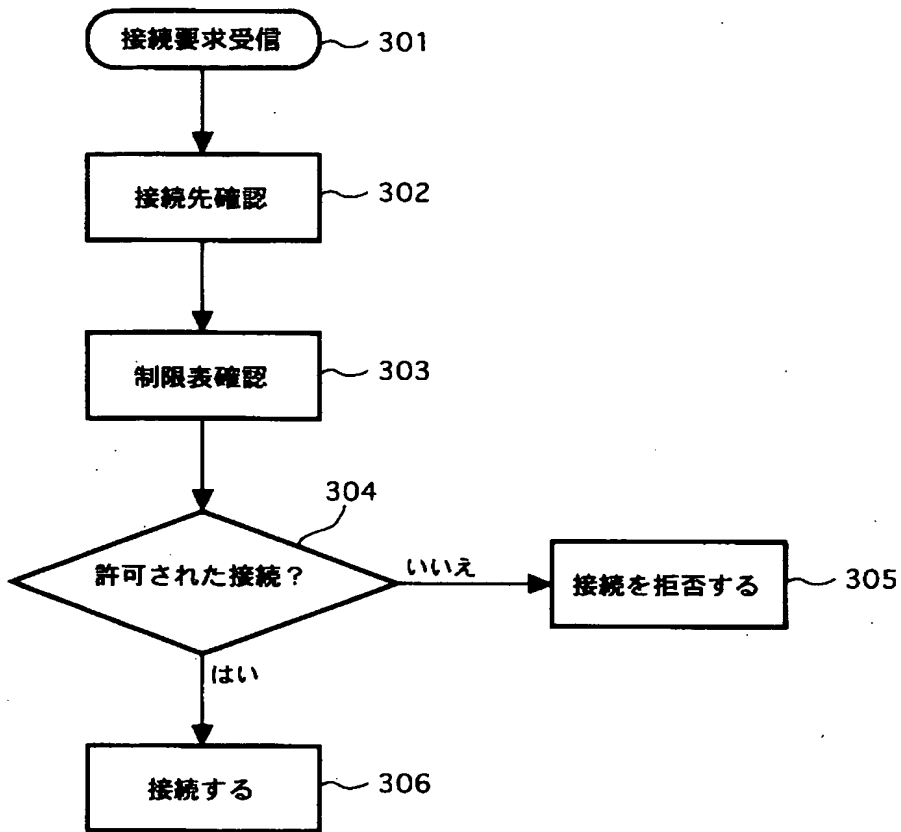 接続要求受信
301
接続先確認
302
制限表確認
303
304
許可された接続？
いいえ
接続を拒否する
305
はい
接続する
306